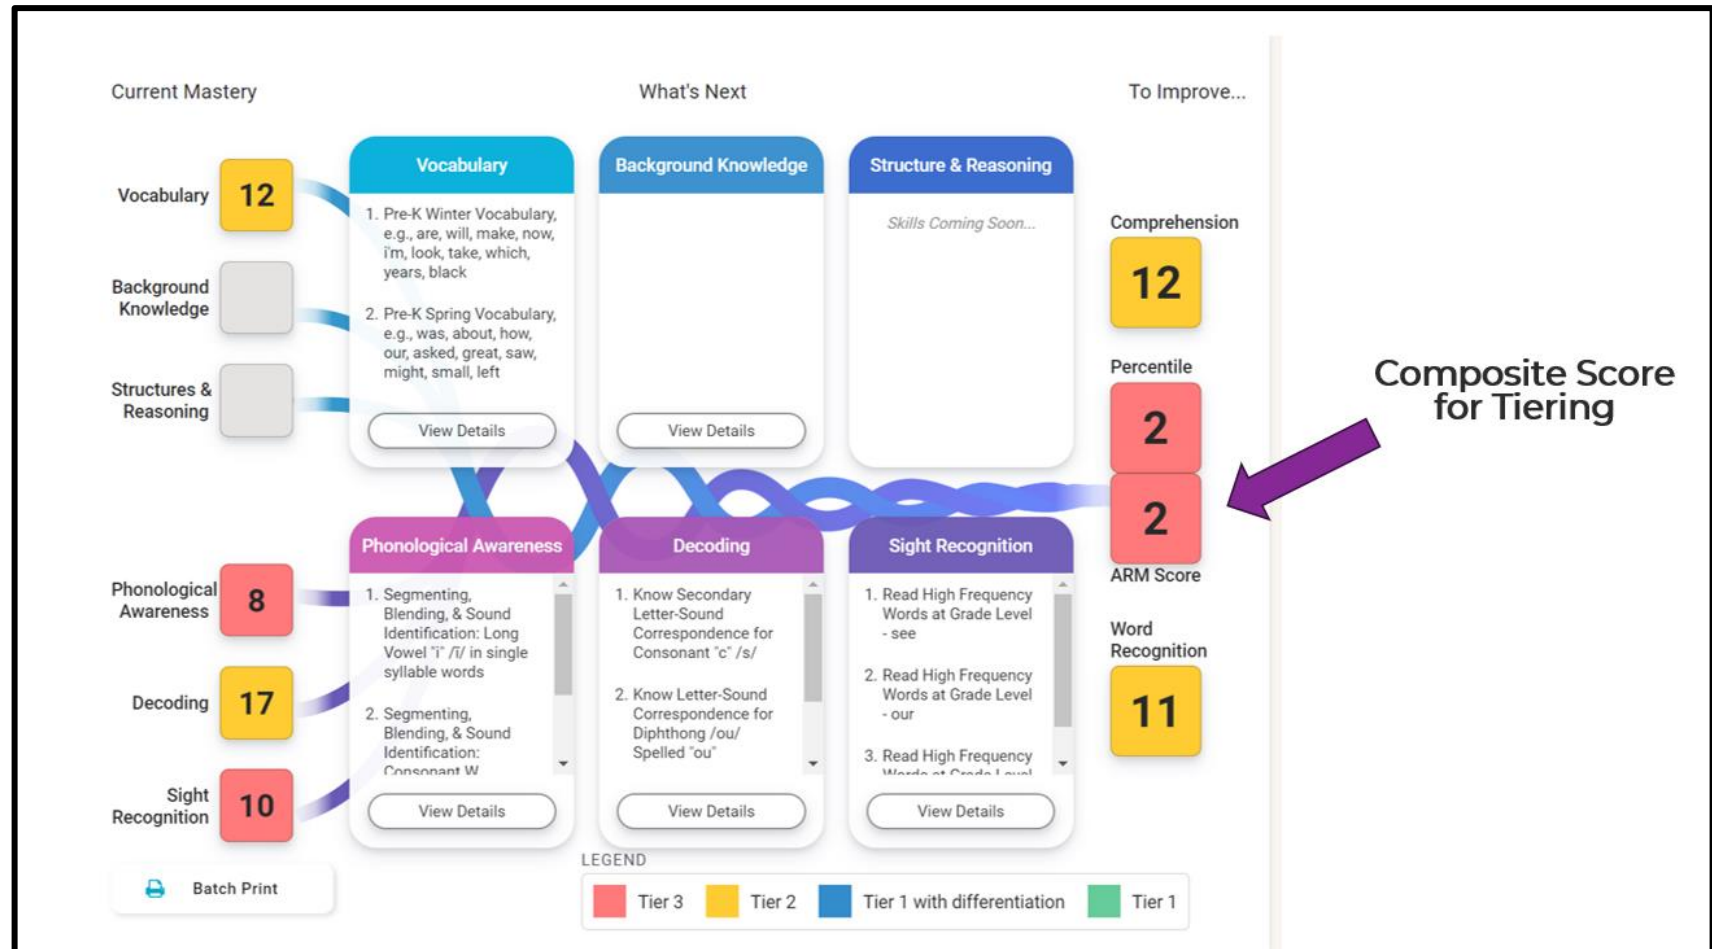 Current Mastery
What's Next
To Improve...
Vocabulary
12
Background
Knowledge
Structures &
Reasoning
Vocabulary
1. Pre-K Winter Vocabulary,
e.g., are, will, make, now,
i'm, look, take, which,
years, black
2. Pre-K Spring Vocabulary,
e.g., was, about, how,
our, asked, great, saw,
might, small, left
View Details
Background Knowledge
View Details
Structure & Reasoning
Skills Coming Soon...
Comprehension
12
Percentile
2
2
ARM Score
Composite Score
for Tiering
Phonological
Awareness
8
Decoding
17
Sight
Recognition
10
Phonological Awareness
1. Segmenting,
Blending, & Sound
Identification: Long
Vowel "i" /ī/ in single
syllable words
2. Segmenting,
Blending, & Sound
Identification:
Consonant W
View Details
Decoding
1. Know Secondary
Letter-Sound
Correspondence for
Consonant "c" /s/
2. Know Letter-Sound
Correspondence for
Diphthong /ou/
Spelled "ou"
View Details
Sight Recognition
1. Read High Frequency
Words at Grade Level
- see
2. Read High Frequency
Words at Grade Level
- our
3. Read High Frequency
Words at Grade Level
View Details
Word
Recognition
11
Batch Print
LEGEND
Tier 3
Tier 2
Tier 1 with differentiation
Tier 1